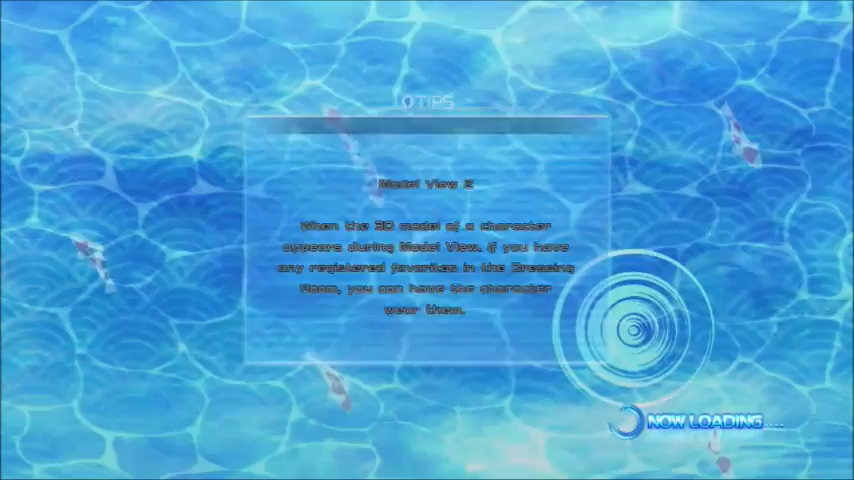 TIPS
Model View 2
When the 3D model of a character
appears during Model View, if you have
any registered favorites in the Dressing
Room, you can have the character
wear them.
NOW LOADING....